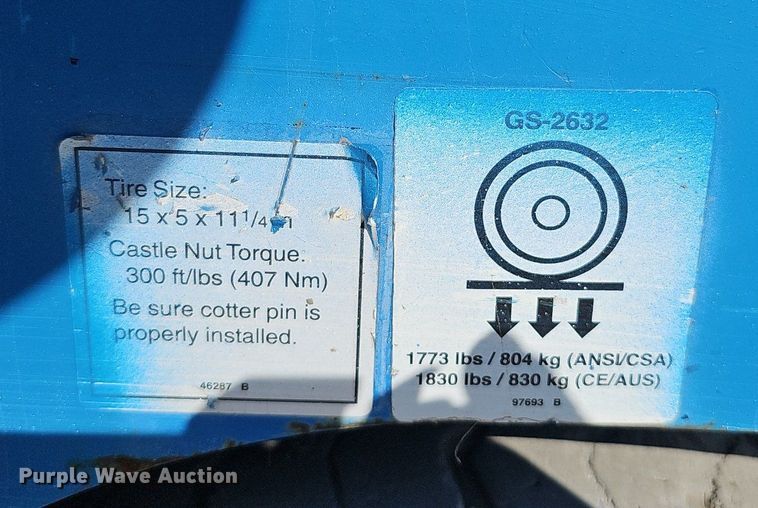 Tire Size:
15 x 5 x 11 1/4
Castle Nut Torque:
300 ft/lbs (407 Nm)
Be sure cotter pin is
properly installed.
46287 B
GS-2632
1773 lbs / 804 kg (ANSI/CSA)
1830 lbs / 830 kg (CE/AUS)
97693 B
Purple Wave Auction